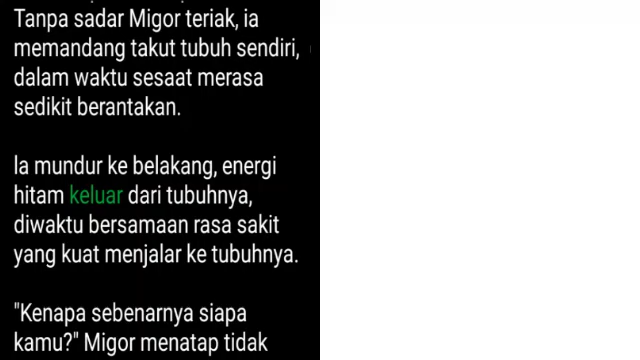 Tanpa sadar Migor teriak, ia
memandang takut tubuh sendiri,
dalam waktu sesaat merasa
sedikit berantakan.
Ia mundur ke belakang, energi
hitam keluar dari tubuhnya,
diwaktu bersamaan rasa sakit
yang kuat menjalar ke tubuhnya.
"Kenapa sebenarnya siapa
kamu?" Migor menatap tidak